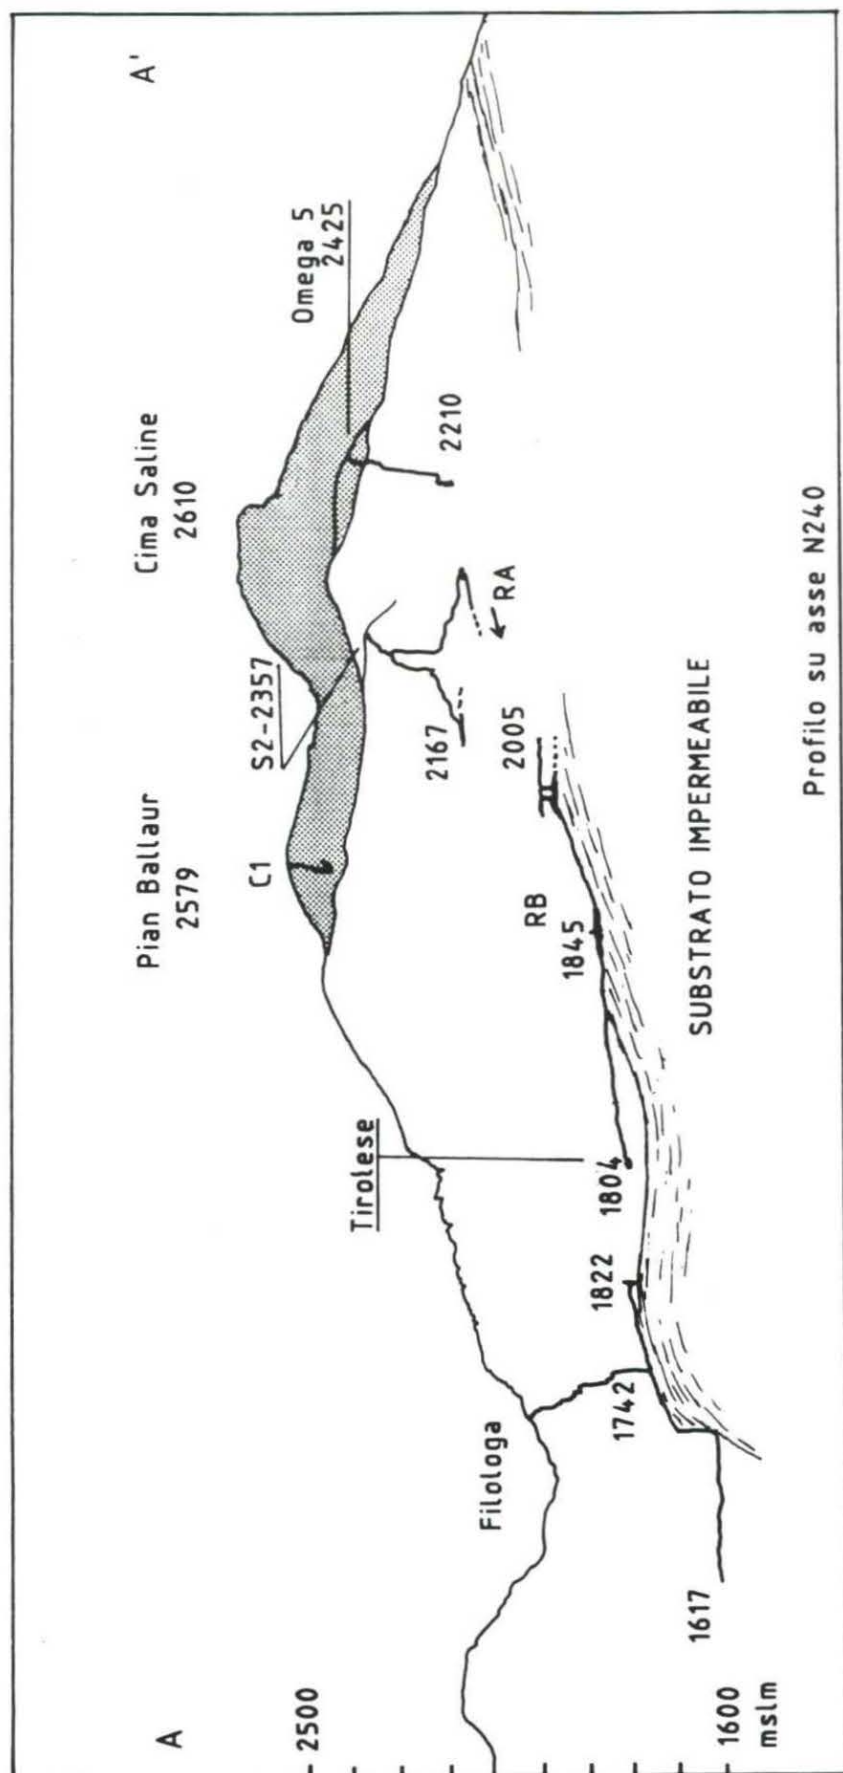 A
A'
Cima Saline
2610
Pian Ballaur
2579
Omega 5
2425
S2-2357
C1
2500
2210
RA
2167
2005
Tirolese
Filologa
RB
1845
1804
1822
1742
1617
SUBSTRATO IMPERMEABILE
1600
mslm
Profilo su asse N240